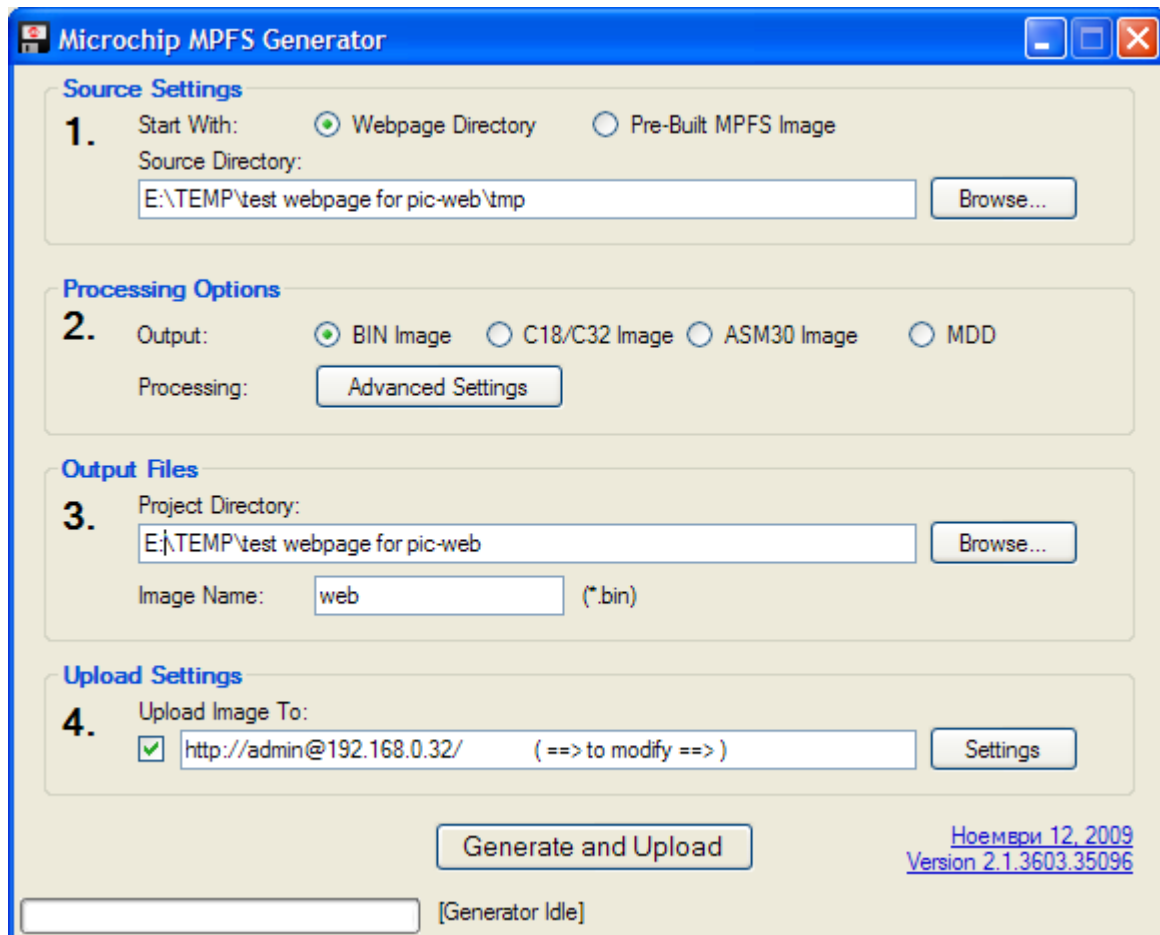 Microchip MPFS Generator
Source Settings
1. Start With: Webpage Directory Pre-Built MPFS Image
Source Directory:
E:\TEMP\test webpage for pic-web\tmp Browse...
Processing Options
2. Output: BIN Image C18/C32 Image ASM30 Image MDD
Processing: Advanced Settings
Output Files
3. Project Directory:
E:\TEMP\test webpage for pic-web Browse...
Image Name: web (*.bin)
Upload Settings
4. Upload Image To:
http://admin@192.168.0.32/ ( ==> to modify ==> ) Settings
Generate and Upload
Ноември 12, 2009
Version 2.1.3603.35096
[Generator Idle]